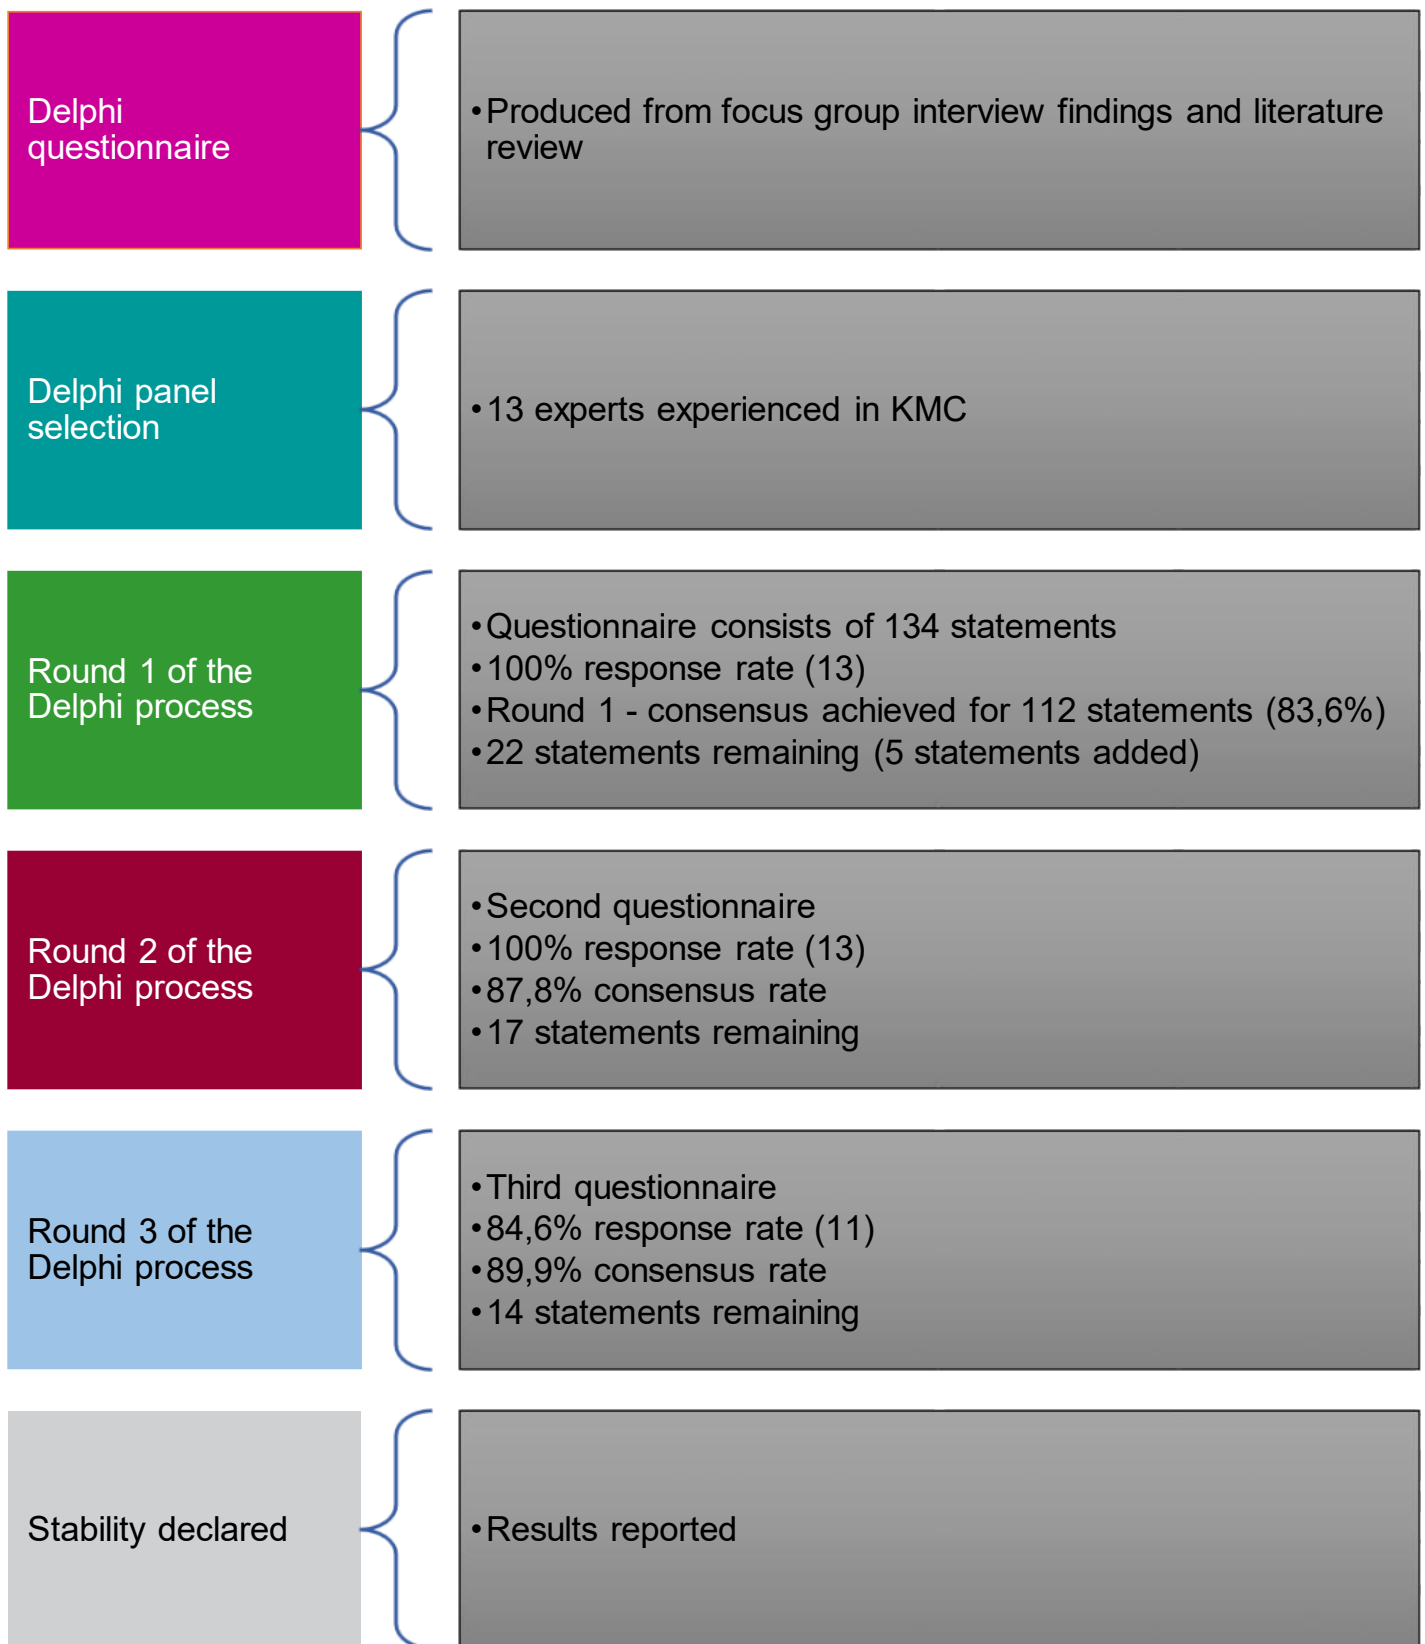 Delphi
questionnaire
•Produced from focus group interview findings and literature
review
Delphi panel
selection
•13 experts experienced in KMC
Round 1 of the
Delphi process
•Questionnaire consists of 134 statements
•100% response rate (13)
•Round 1 - consensus achieved for 112 statements (83,6%)
•22 statements remaining (5 statements added)
Round 2 of the
Delphi process
•Second questionnaire
•100% response rate (13)
•87,8% consensus rate
•17 statements remaining
Round 3 of the
Delphi process
•Third questionnaire
•84,6% response rate (11)
•89,9% consensus rate
•14 statements remaining
Stability declared
•Results reported